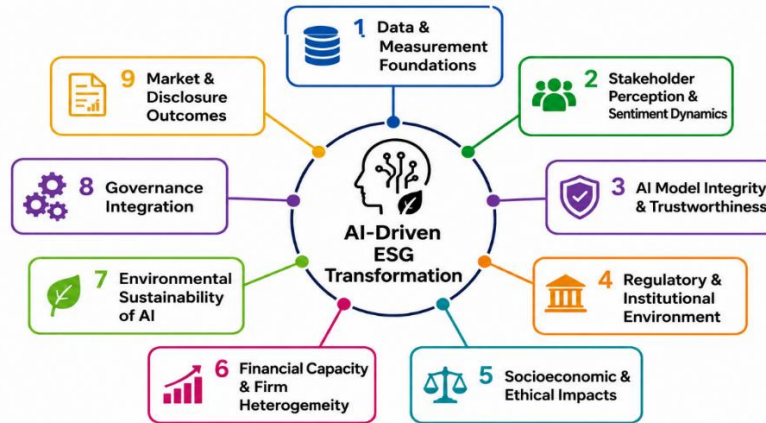 1 Data &
Measurement
Foundations
2 Stakeholder
Perception &
Sentiment Dynamics
3 AI Model Integrity
& Trustworthiness
4 Regulatory &
Institutional
Environment
5 Socioeconomic &
Ethical Impacts
6 Financial Capacity
& Firm
Heterogemeity
7 Environmental
Sustainability
of AI
8 Governance
Integration
9 Market &
Disclosure
Outcomes
AI-Driven
ESG
Transformation